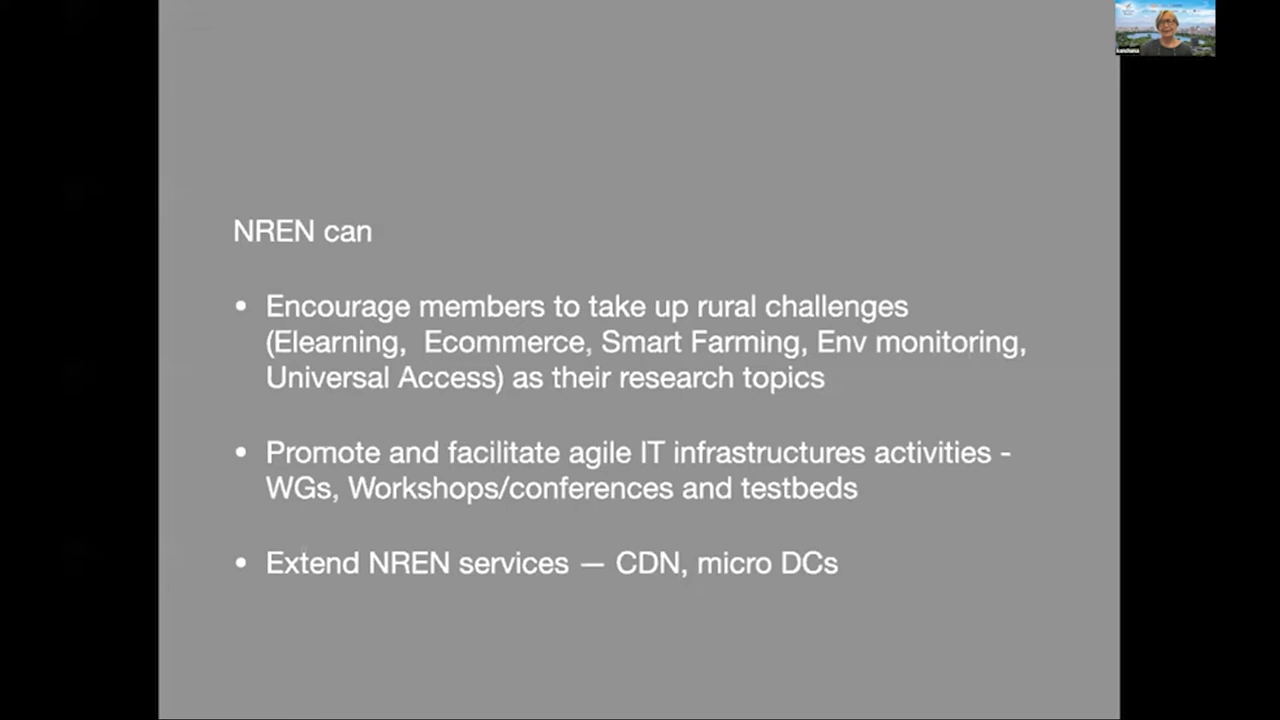 NREN can
• Encourage members to take up rural challenges
(Elearning,  Ecommerce, Smart Farming, Env monitoring,
Universal Access) as their research topics
• Promote and facilitate agile IT infrastructures activities -
WGs, Workshops/conferences and testbeds
• Extend NREN services — CDN, micro DCs